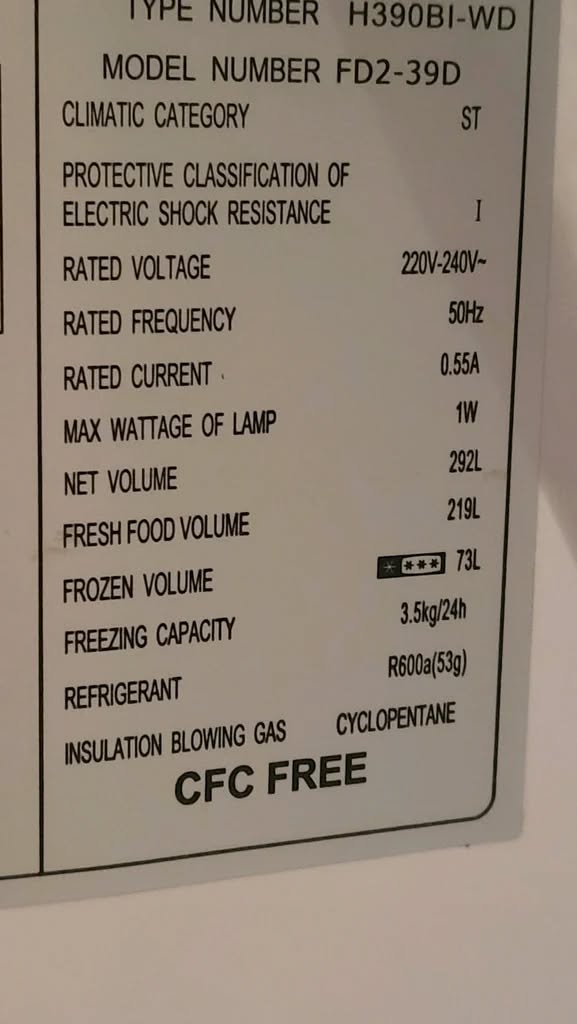 TYPE NUMBER H390BI-WD
MODEL NUMBER FD2-39D
CLIMATIC CATEGORY ST
PROTECTIVE CLASSIFICATION OF
ELECTRIC SHOCK RESISTANCE I
RATED VOLTAGE 220V-240V~
RATED FREQUENCY 50Hz
RATED CURRENT 0.55A
MAX WATTAGE OF LAMP 1W
NET VOLUME 292L
FRESH FOOD VOLUME 219L
FROZEN VOLUME * *** 73L
FREEZING CAPACITY 3.5kg/24h
REFRIGERANT R600a(53g)
INSULATION BLOWING GAS CYCLOPENTANE
CFC FREE